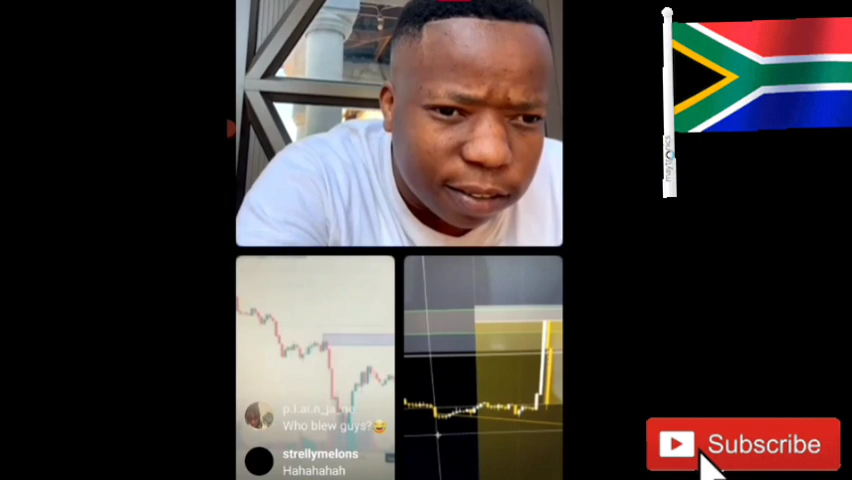 p.l.ai.n_ja_ne
Who blew guys?😂
strellymelons
Hahahahah
Subscribe